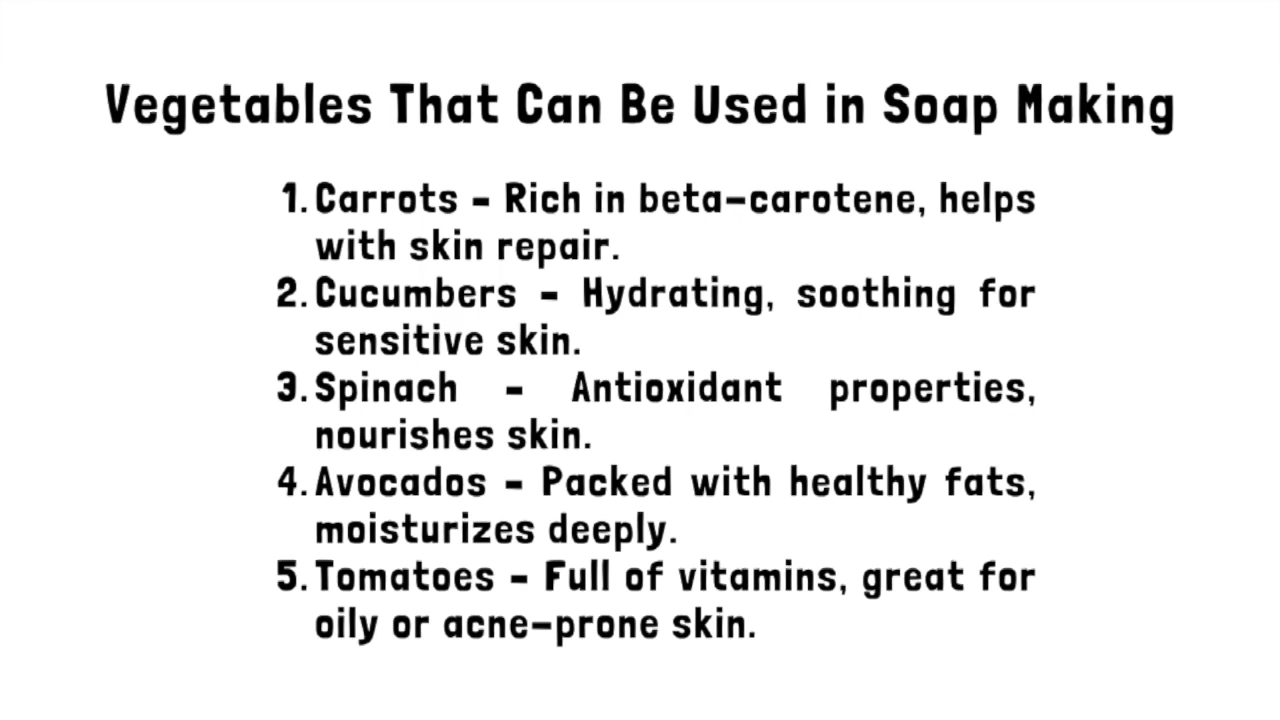 Vegetables That Can Be Used in Soap Making
1. Carrots - Rich in beta-carotene, helps
with skin repair.
2. Cucumbers - Hydrating, soothing for
sensitive skin.
3. Spinach - Antioxidant properties,
nourishes skin.
4. Avocados - Packed with healthy fats,
moisturizes deeply.
5. Tomatoes - Full of vitamins, great for
oily or acne-prone skin.